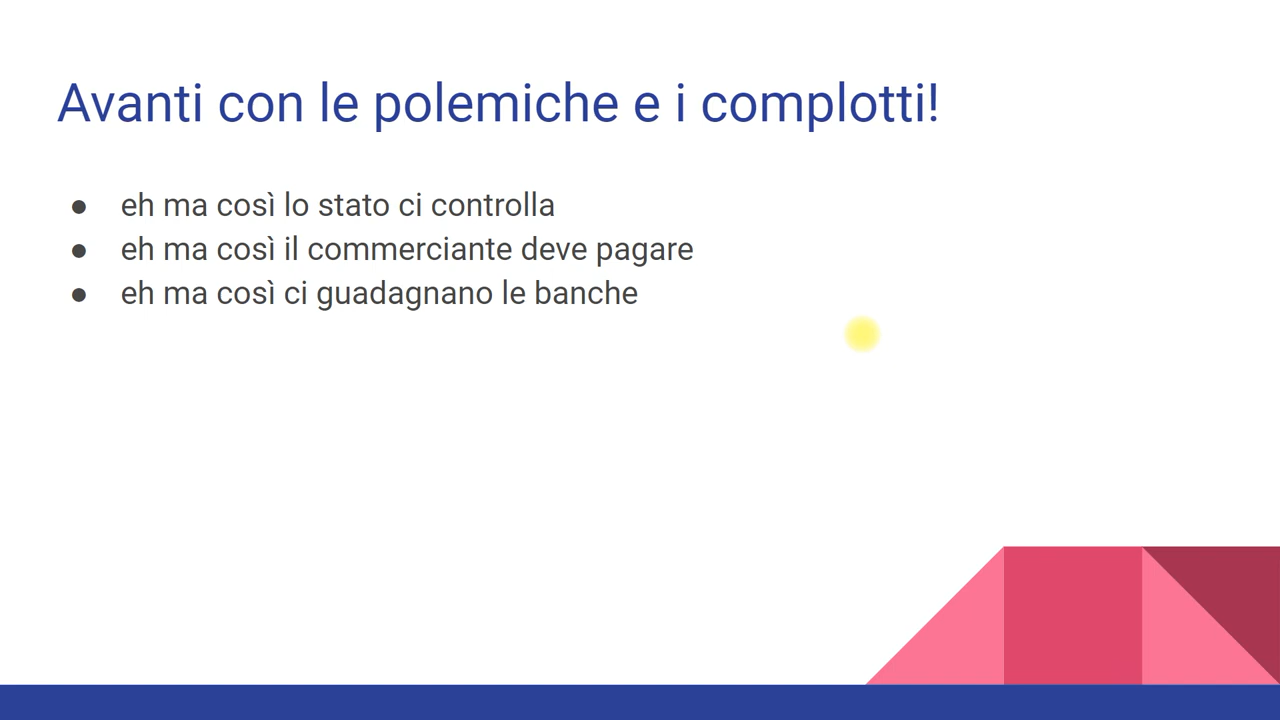 Avanti con le polemiche e i complotti!
● eh ma così lo stato ci controlla
● eh ma così il commerciante deve pagare
● eh ma così ci guadagnano le banche